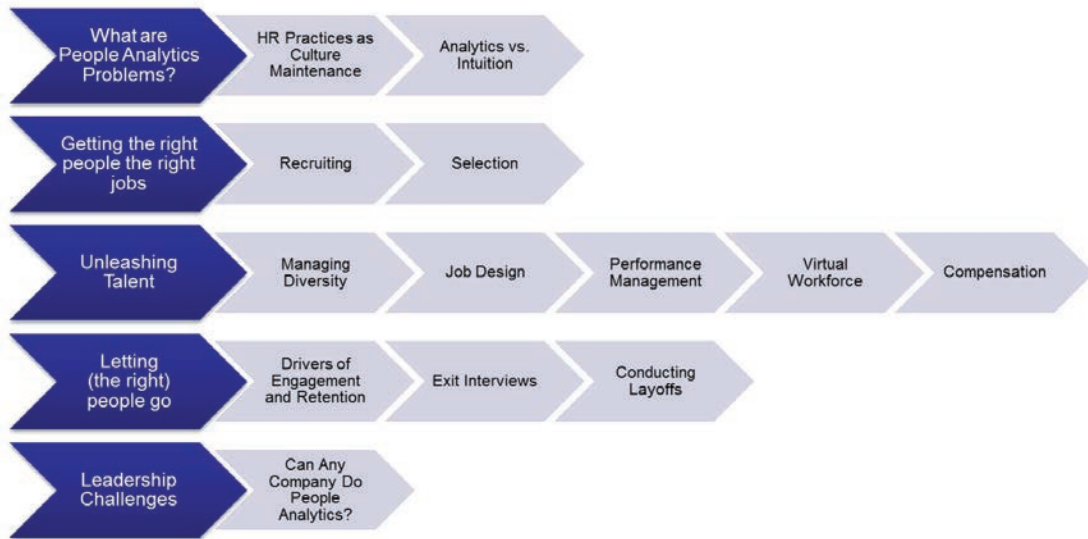 What are
People Analytics
Problems?
HR Practices as
Culture
Maintenance
Analytics vs.
Intuition
Getting the right
people the right
jobs
Recruiting
Selection
Unleashing
Talent
Managing
Diversity
Job Design
Performance
Management
Virtual
Workforce
Compensation
Letting
(the right)
people go
Drivers of
Engagement
and Retention
Exit Interviews
Conducting
Layoffs
Leadership
Challenges
Can Any
Company Do
People
Analytics?